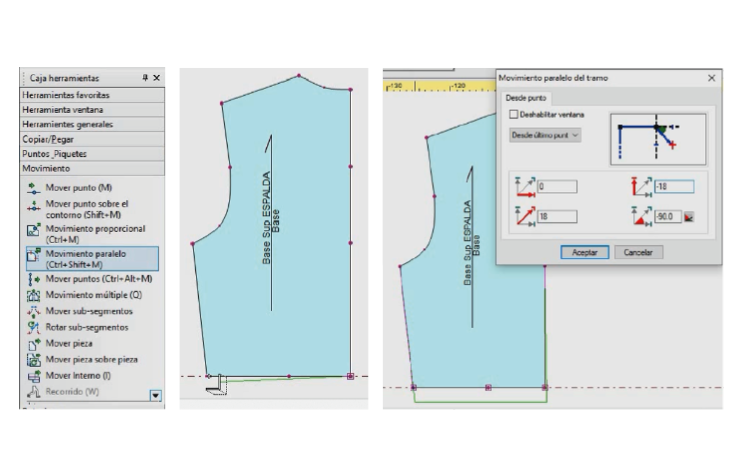 Caja herramientas
Herramientas favoritas
Herramienta ventana
Herramientas generales
Copiar/Pegar
Puntos_Piquetes
Movimiento
Mover punto (M)
Mover punto sobre el
contorno (Shift+M)
Movimiento proporcional
(Ctrl+M)
Movimiento paralelo
(Ctrl+Shift+M)
Mover puntos (Ctrl+Alt+M)
Movimiento múltiple (O)
Mover sub-segmentos
Rotar sub-segmentos
Mover pieza
Mover pieza sobre pieza
Mover Interno (I)
Recorrido (W)
Base Sup ESPALDA
Base
130
120
Base Sup ESPALDA
Base
Movimiento paralelo del tramo
Desde punto
Deshabilitar ventana
Desde último punt
0
-18
18
-90.0
Aceptar
Cancelar